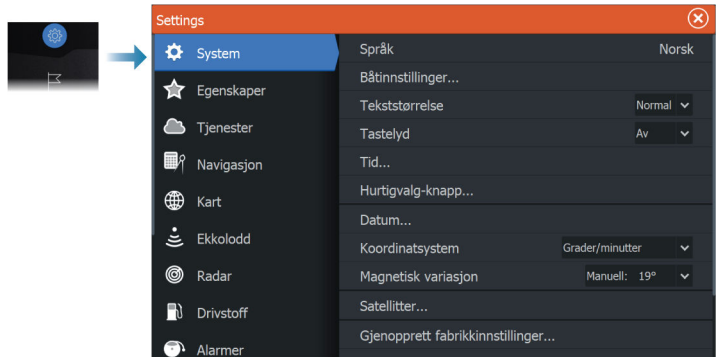 Settings
System
Egenskaper
Tjenester
Navigasjon
Kart
Ekkolodd
Radar
Drivstoff
Alarmer
Språk Norsk
Båtinnstillinger...
Tekststørrelse Normal
Tastelyd Av
Tid...
Hurtigvalg-knapp...
Datum...
Koordinatsystem Grader/minutter
Magnetisk variasjon Manuell: 19°
Satellitter...
Gjenopprett fabrikkinnstillinger...